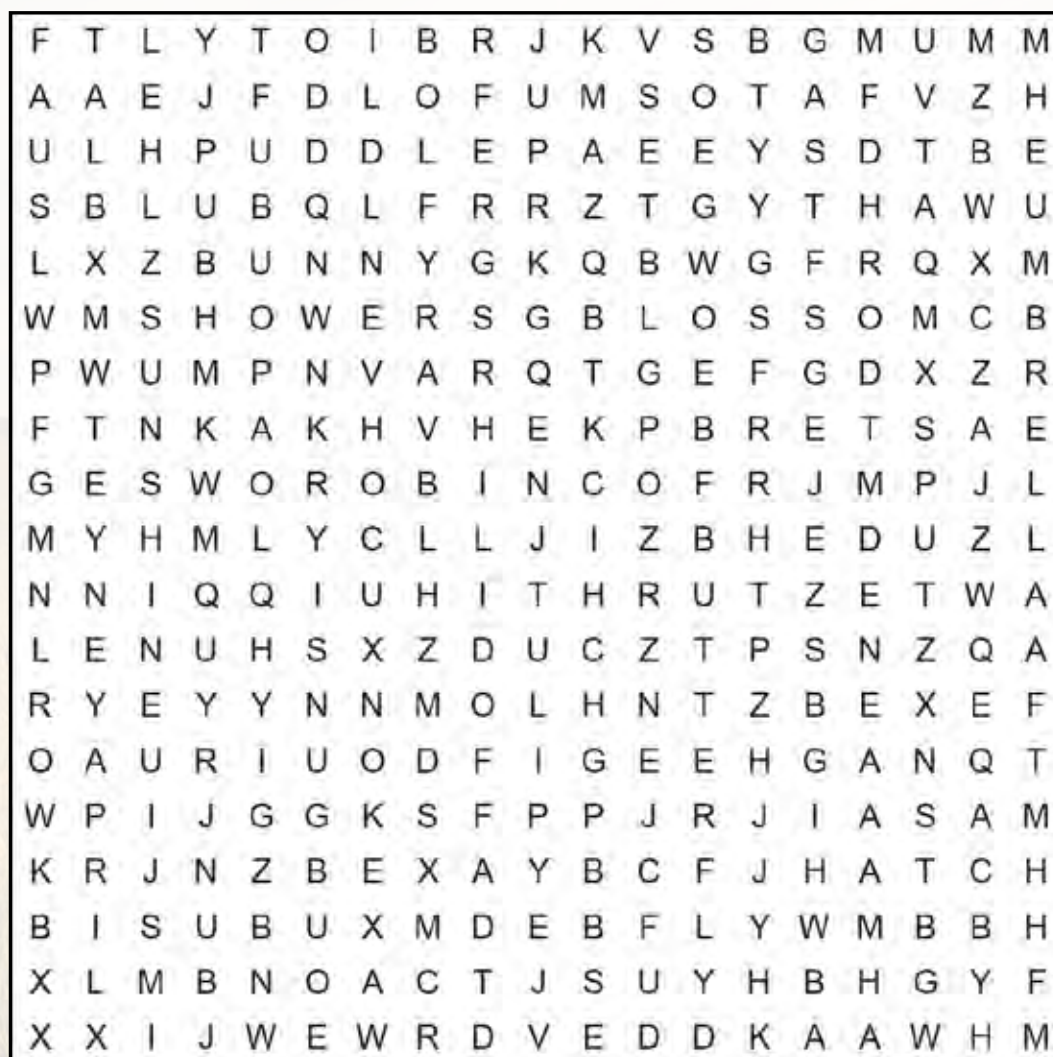 F T L Y T O I B R J K V S B G M U M M
A A E J F D L O F U M S O T A F V Z H
U L H P U D D L E P A E E Y S D T B E
S B L U B Q L F R R Z T G Y T H A W U
L X Z B U N N Y G K Q B W G F R Q X M
W M S H O W E R S G B L O S S O M C B
P W U M P N V A R Q T G E F G D X Z R
F T N K A K H V H E K P B R E T S A E
G E S W O R O B I N C O F R J M P J L
M Y H M L Y C L L J I Z B H E D U Z L
N N I Q Q I U H I T H R U T Z E T W A
L E N U H S X Z D U C Z T P S N Z Q A
R Y E Y Y N N M O L H N T Z B E X E F
O A U R I U O D F I G E E H G A N Q T
W P I J G G K S F P P J R J I A S A M
K R J N Z B E X A Y B C F J H A T C H
B I S U B U X M D E B F L Y W M B B H
X L M B N O A C T J S U Y H B H G Y F
X X I J W E W R D V E D D K A A W H M